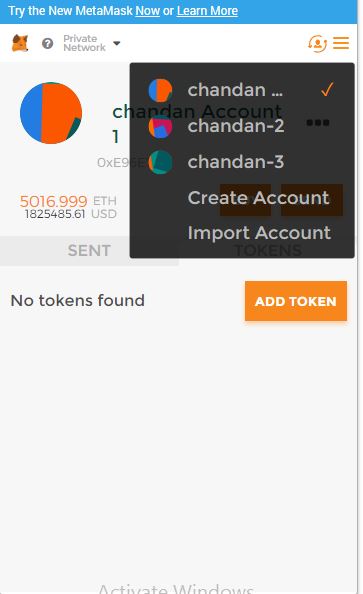 Try the New MetaMask Now or Learn More
Private
Network
chandan ...
chandan Account
1
chandan-2
0xE96E
chandan-3
5016.999 ETH
1825485.61 USD
Create Account
Import Account
SENT
TOKENS
No tokens found
ADD TOKEN
Activate Windows